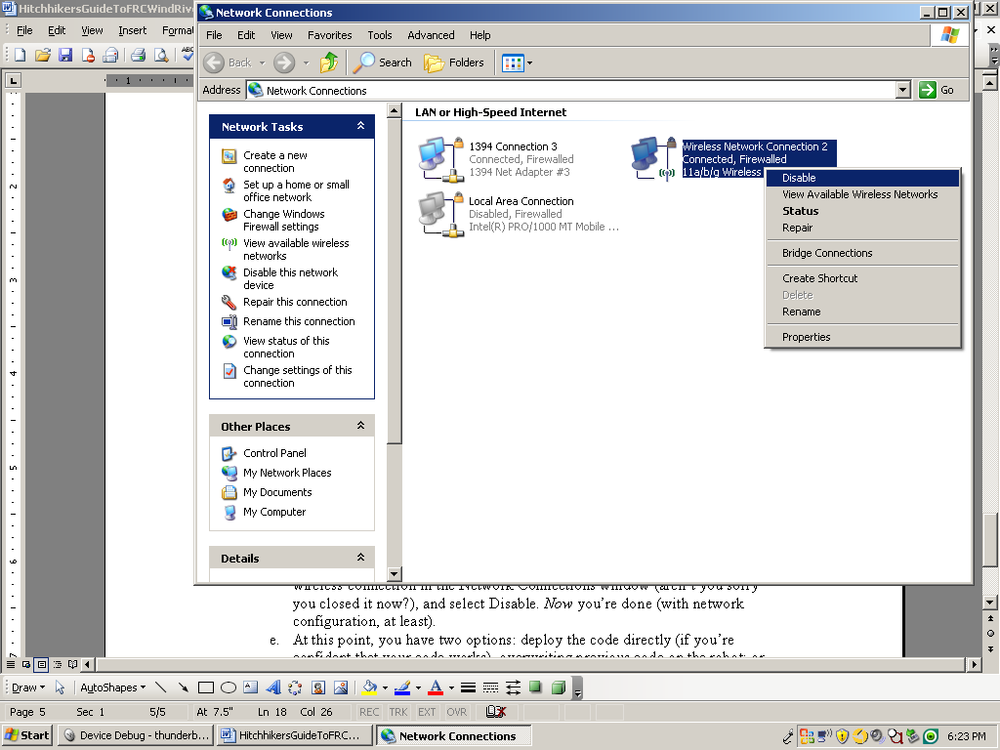 HitchhikersGuideToFRCWindRiv
File Edit View Insert Forma
Network Connections
File Edit View Favorites Tools Advanced Help
Back Search Folders
Address Network Connections Go
Network Tasks
Create a new
connection
Set up a home or small
office network
Change Windows
Firewall settings
View available wireless
networks
Disable this network
device
Repair this connection
Rename this connection
View status of this
connection
Change settings of this
connection
Other Places
Control Panel
My Network Places
My Documents
My Computer
Details
LAN or High-Speed Internet
1394 Connection 3
Connected, Firewalled
1394 Net Adapter #3
Local Area Connection
Disabled, Firewalled
Intel(R) PRO/1000 MT Mobile ...
Wireless Network Connection 2
Connected, Firewalled
11a/b/g Wireless
Disable
View Available Wireless Networks
Status
Repair
Bridge Connections
Create Shortcut
Delete
Rename
Properties
1
2
3
4
5
6
wireless connection in the Network Connections window (aren't you sorry
you closed it now?), and select Disable. Now you're done (with network
configuration, at least).
e. At this point, you have two options: deploy the code directly (if you're
confident that your code works), overwriting previous code on the robot; or
Draw AutoShapes
Page 5 Sec 1 5/5 At 7.5" Ln 18 Col 26 REC TRK EXT OVR
Start Device Debug - thunderb... HitchhikersGuideToFRC... Network Connections 6:23 PM